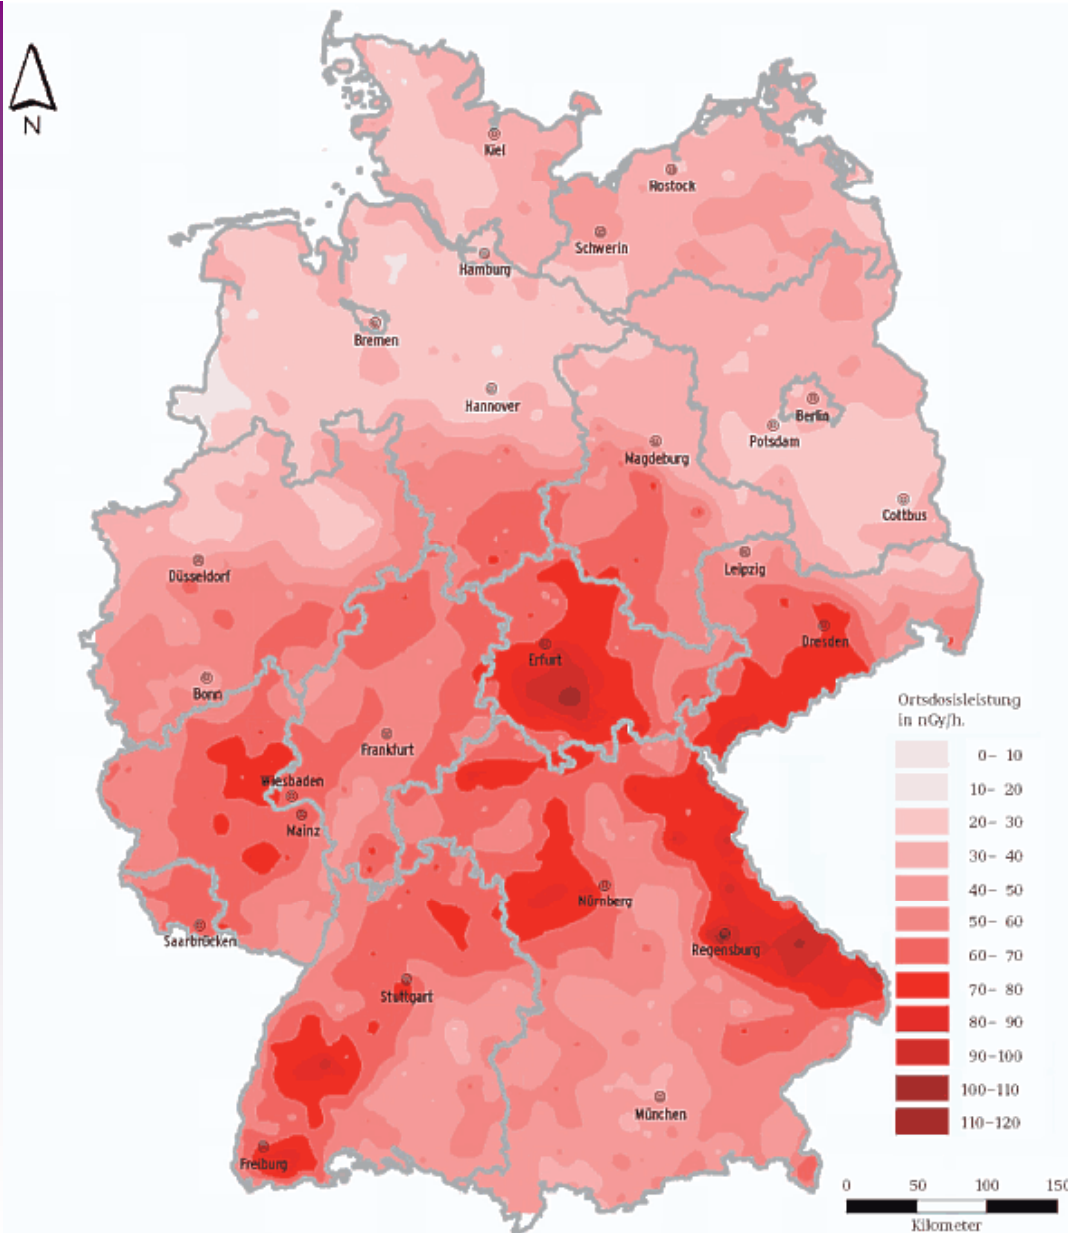 N
Kiel
Rostock
Schwerin
Hamburg
Bremen
Hannover
Berlin
Potsdam
Magdeburg
Cottbus
Leipzig
Düsseldorf
Dresden
Erfurt
Bonn
Frankfurt
Wiesbaden
Mainz
Nürnberg
Saarbrücken
Regensburg
Stuttgart
München
Freiburg
Ortsdosisleistung
in nGy/h.
0– 10
10– 20
20– 30
30– 40
40– 50
50– 60
60– 70
70– 80
80– 90
90–100
100–110
110–120
0 50 100 150
Kilometer